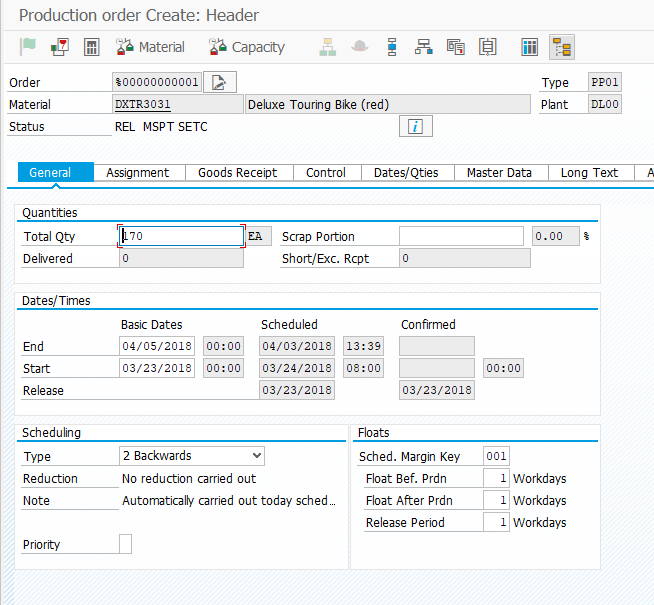 Production order Create: Header
Material Capacity
Order %00000000001 Type PP01
Material DXTR3031 Deluxe Touring Bike (red) Plant DL00
Status REL MSPT SETC
General Assignment Goods Receipt Control Dates/Qties Master Data Long Text A
Quantities
Total Qty 170 EA Scrap Portion 0.00 %
Delivered 0 Short/Exc. Rcpt 0
Dates/Times
Basic Dates Scheduled Confirmed
End 04/05/2018 00:00 04/03/2018 13:39
Start 03/23/2018 00:00 03/24/2018 08:00 00:00
Release 03/23/2018 03/23/2018
Scheduling Floats
Type 2 Backwards Sched. Margin Key 001
Reduction No reduction carried out Float Bef. Prdn 1 Workdays
Note Automatically carried out today sched... Float After Prdn 1 Workdays
Release Period 1 Workdays
Priority